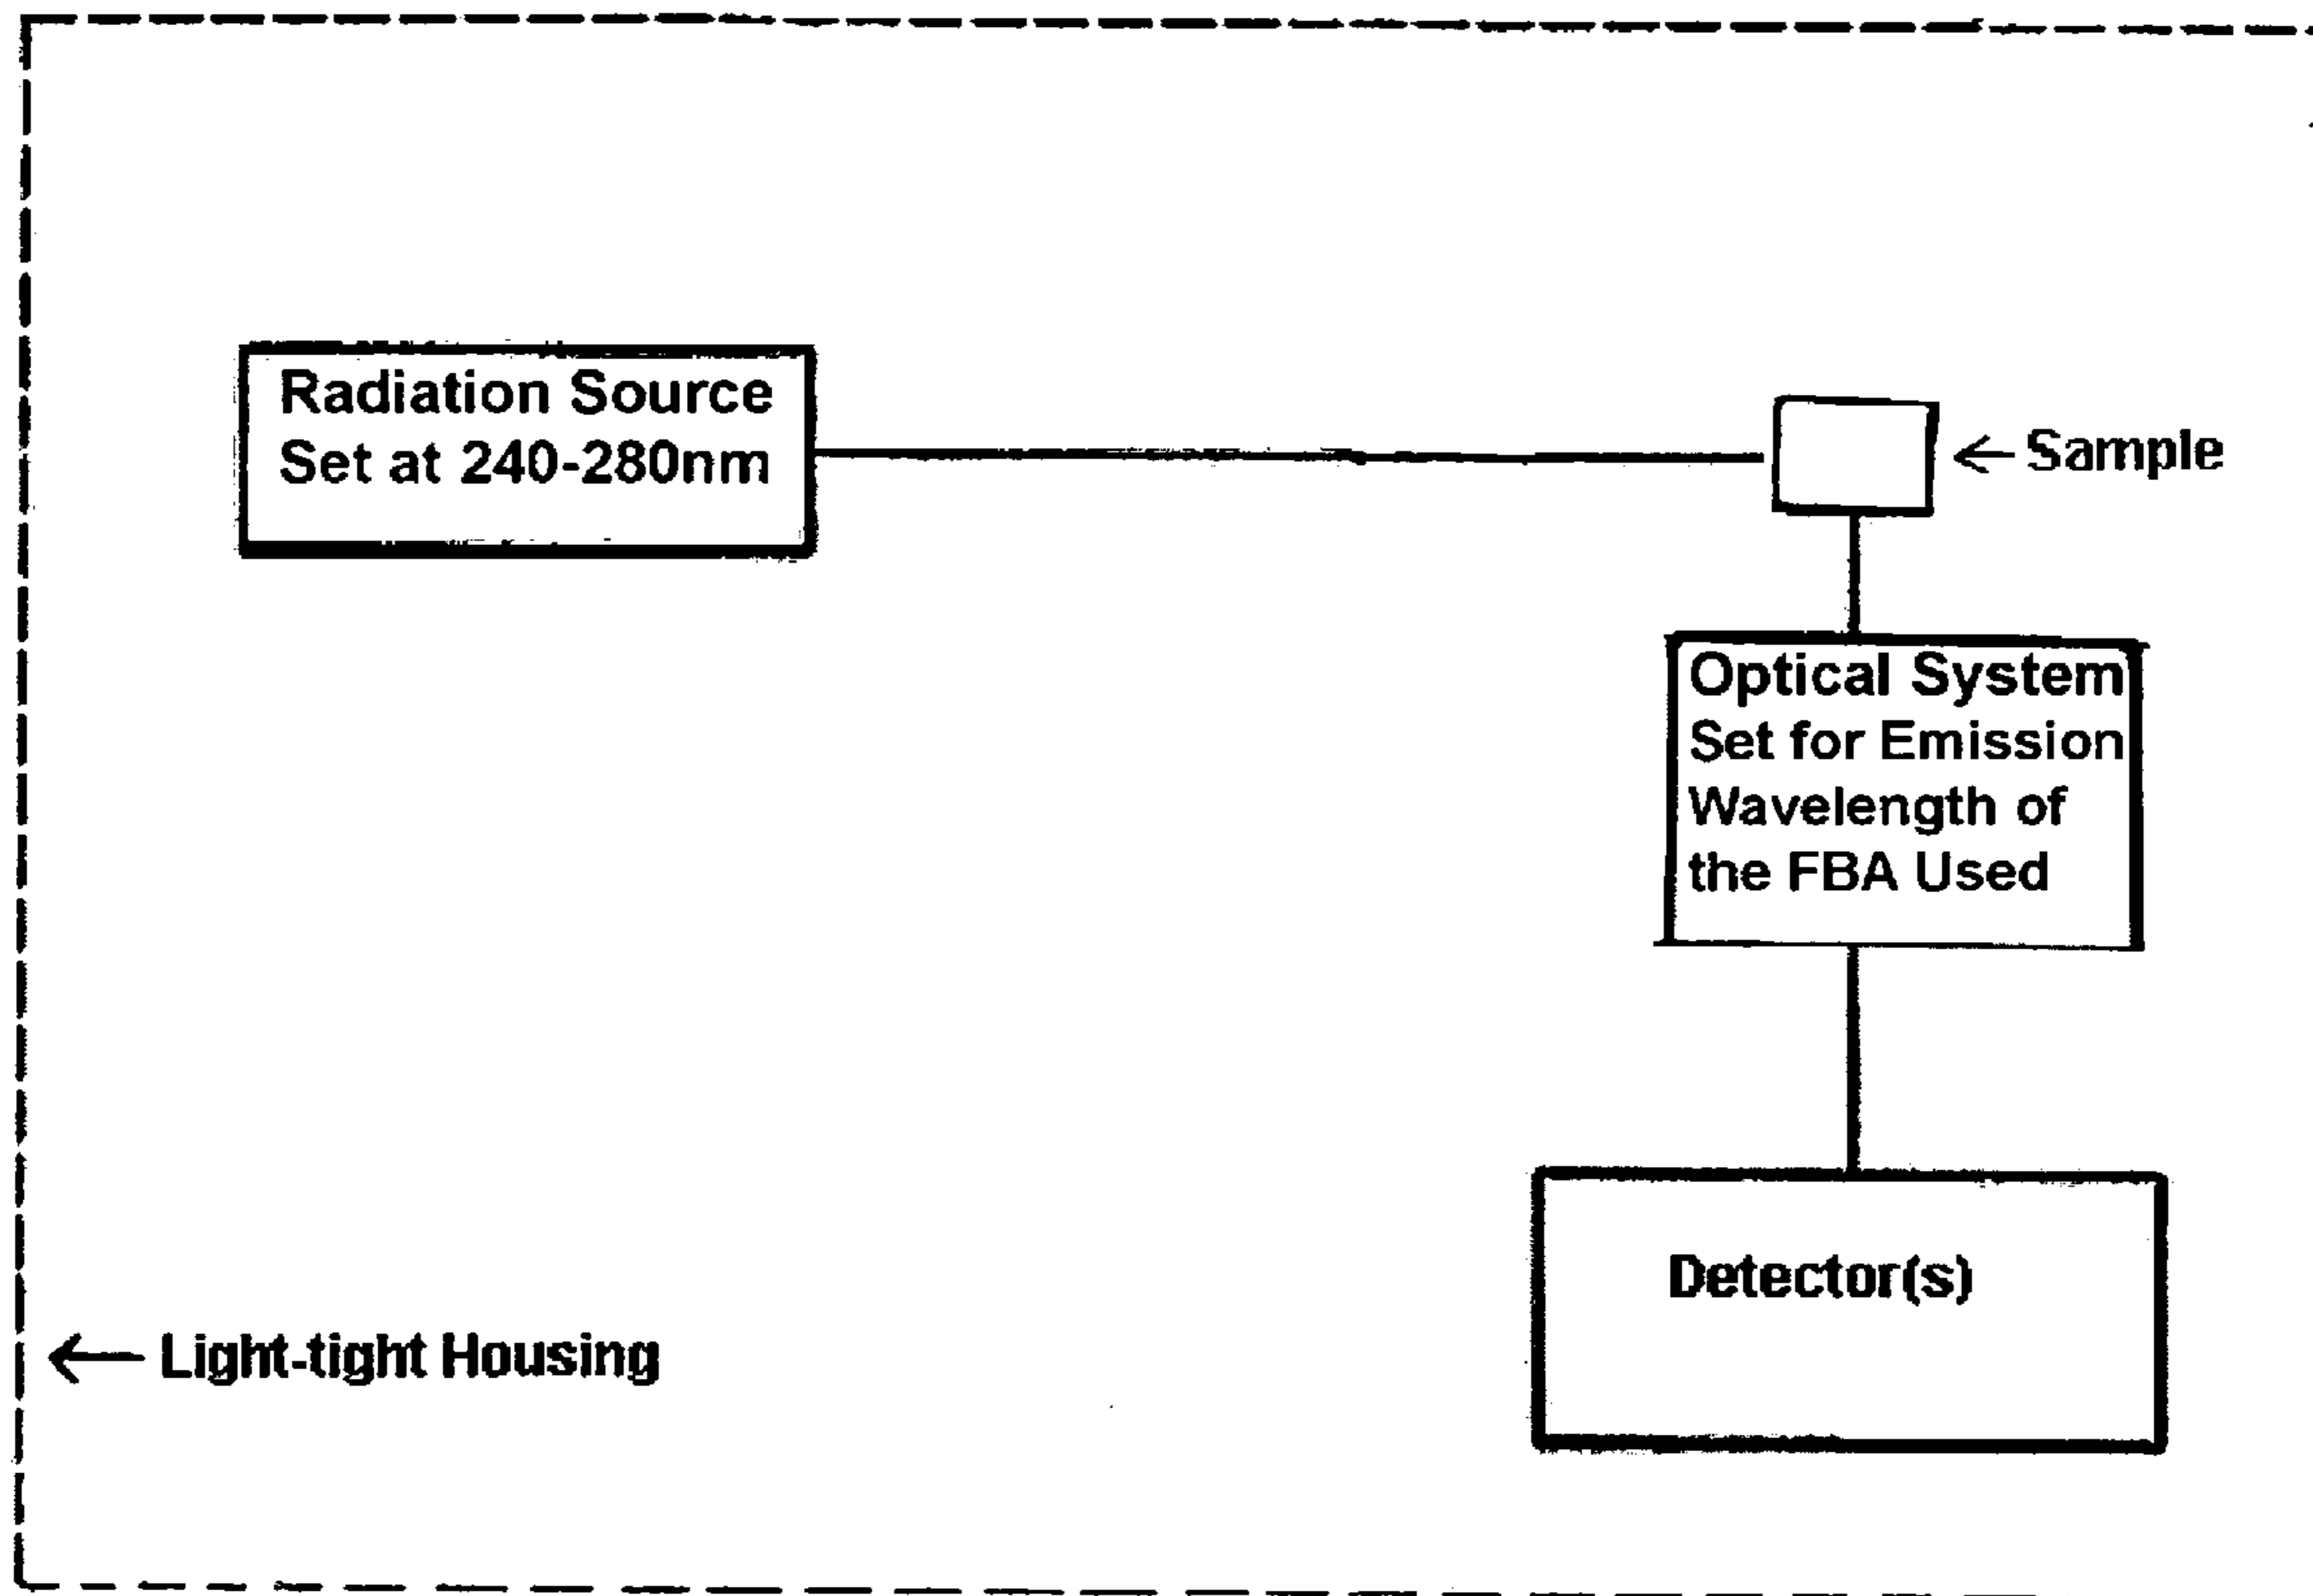 Radiation Source
Set at 240-280nm
Sample
Optical System
Set for Emission
Wavelength of
the FBA Used
Detector(s)
Light-tight Housing